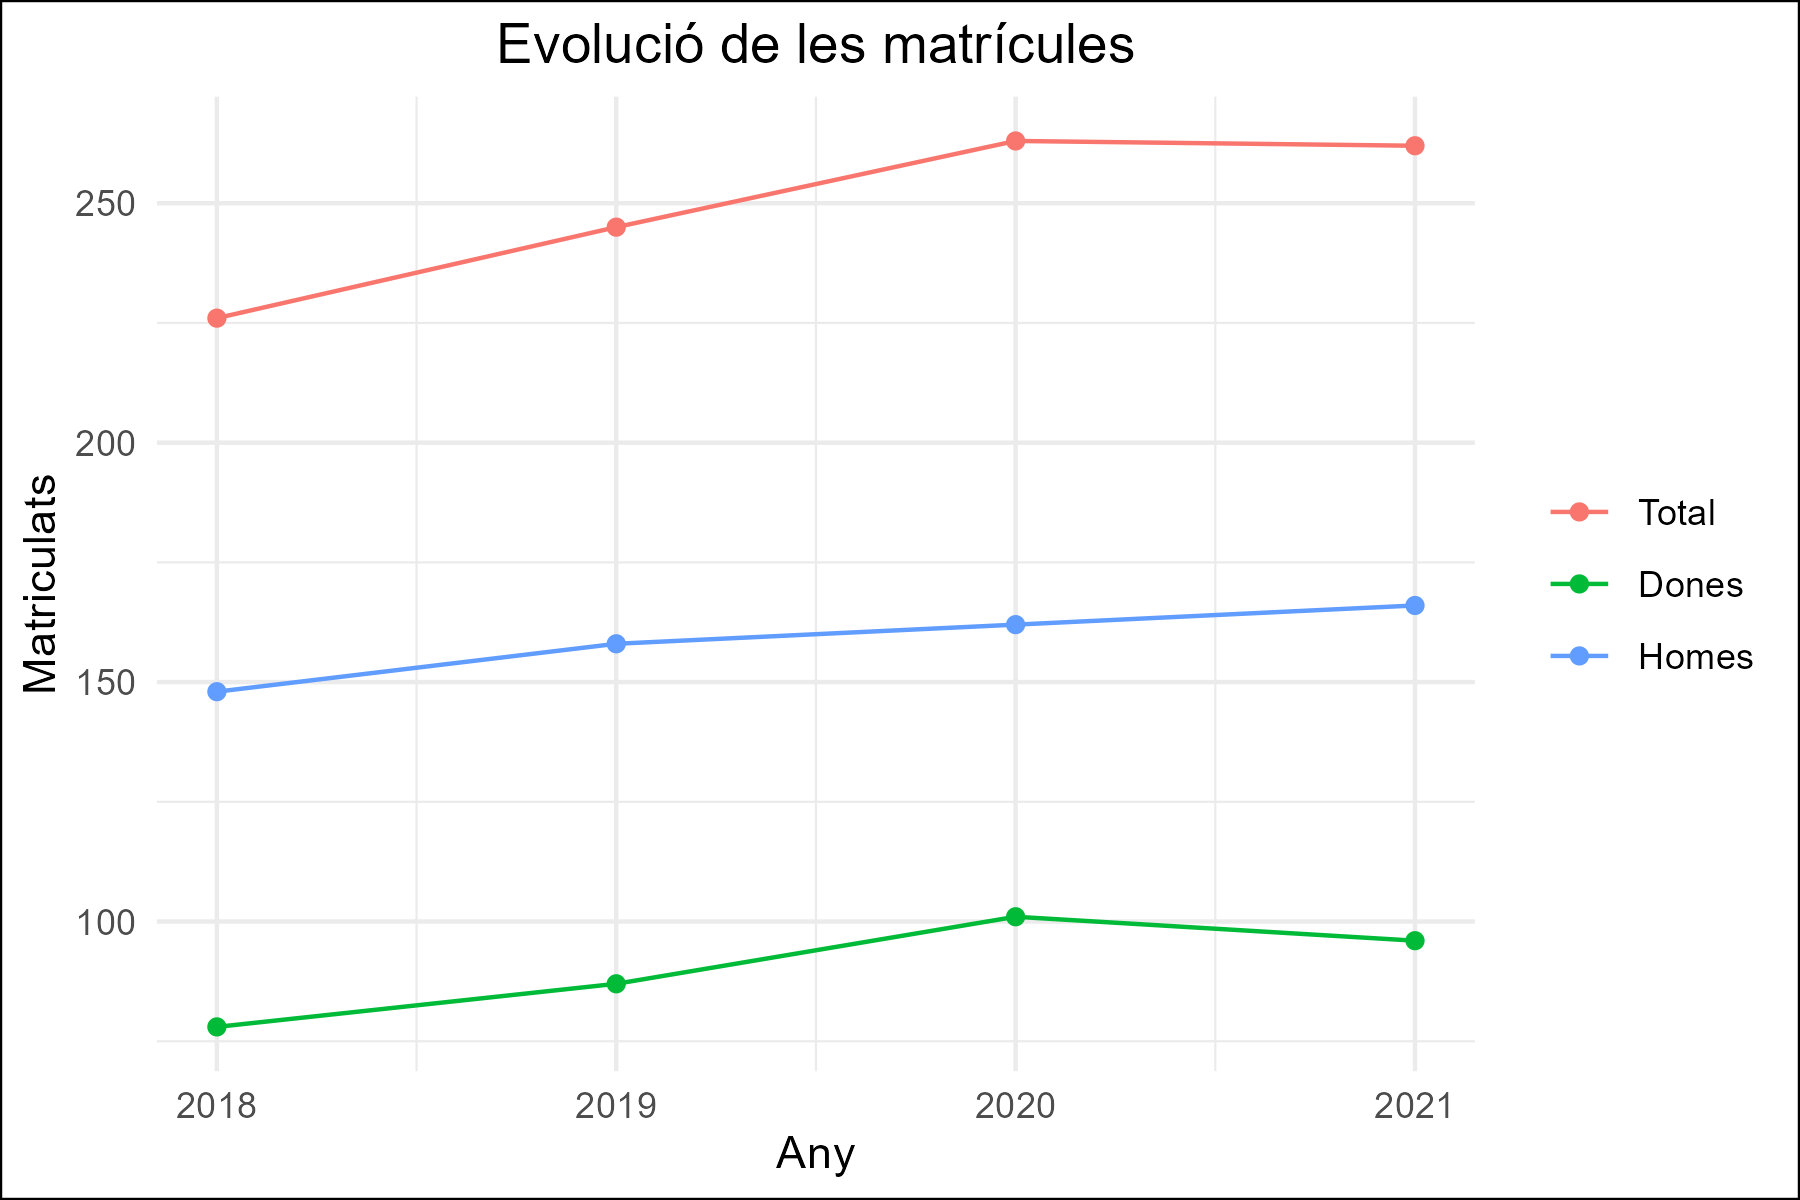 Evolució de les matrícules
250
200
150
100
Matriculats
2018
2019
2020
2021
Any
Total
Dones
Homes